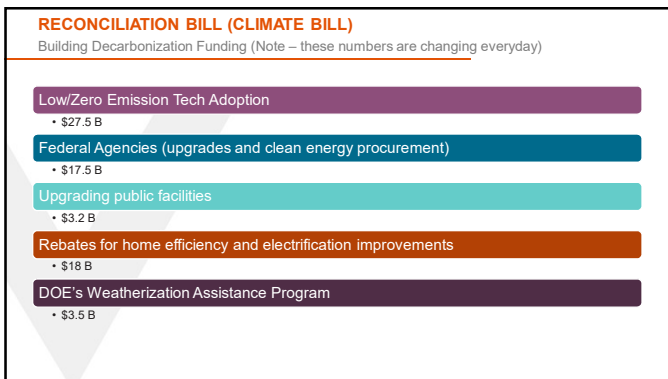 RECONCILIATION BILL (CLIMATE BILL)
Building Decarbonization Funding (Note – these numbers are changing everyday)
Low/Zero Emission Tech Adoption
• $27.5 B
Federal Agencies (upgrades and clean energy procurement)
• $17.5 B
Upgrading public facilities
• $3.2 B
Rebates for home efficiency and electrification improvements
• $18 B
DOE's Weatherization Assistance Program
• $3.5 B